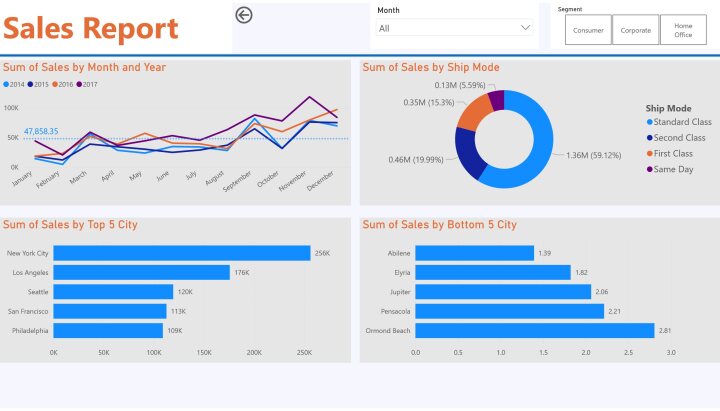 Sales Report
Month
All
Segment
Consumer
Corporate
Home
Office
Sum of Sales by Month and Year
2014 2015 2016 2017
100K
50K
0K
47,858.35
January
February
March
April
May
June
July
August
September
October
November
December
Sum of Sales by Ship Mode
0.13M (5.59%)
0.35M (15.3%)
0.46M (19.99%)
1.36M (59.12%)
Ship Mode
Standard Class
Second Class
First Class
Same Day
Sum of Sales by Top 5 City
New York City 256K
Los Angeles 176K
Seattle 120K
San Francisco 113K
Philadelphia 109K
0K 50K 100K 150K 200K 250K
Sum of Sales by Bottom 5 City
Abilene 1.39
Elyria 1.82
Jupiter 2.06
Pensacola 2.21
Ormond Beach 2.81
0.0 0.5 1.0 1.5 2.0 2.5 3.0